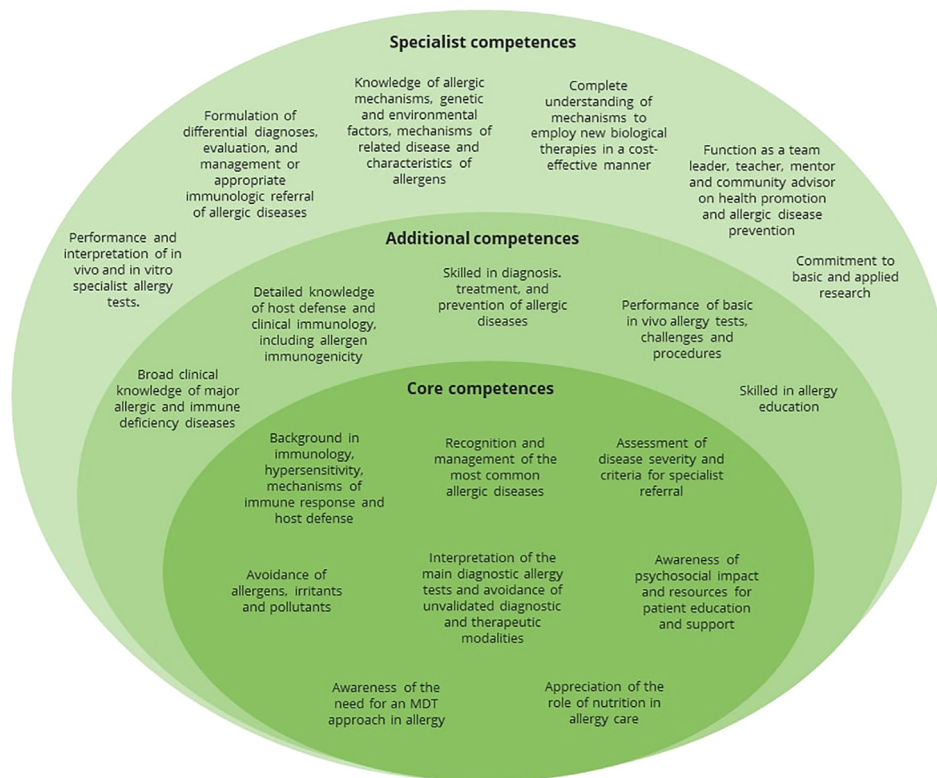 Specialist competences
Knowledge of allergic
mechanisms, genetic
and environmental
factors, mechanisms of
related disease and
characteristics of
allergens
Complete
understanding of
mechanisms to
employ new biological
therapies in a cost-
effective manner
Formulation of
differential diagnoses,
evaluation, and
management or
appropriate
immunologic referral
of allergic diseases
Function as a team
leader, teacher, mentor
and community advisor
on health promotion
and allergic disease
prevention
Performance and
interpretation of in
vivo and in vitro
specialist allergy
tests.
Commitment to
basic and applied
research
Additional competences
Detailed knowledge
of host defense and
clinical immunology,
including allergen
immunogenicity
Skilled in diagnosis.
treatment, and
prevention of allergic
diseases
Performance of basic
in vivo allergy tests,
challenges and
procedures
Broad clinical
knowledge of major
allergic and immune
deficiency diseases
Skilled in allergy
education
Core competences
Background in
immunology,
hypersensitivity,
mechanisms of
immune response and
host defense
Recognition and
management of the
most common
allergic diseases
Assessment of
disease severity and
criteria for specialist
referral
Avoidance of
allergens, irritants
and pollutants
Interpretation of the
main diagnostic allergy
tests and avoidance of
unvalidated diagnostic
and therapeutic
modalities
Awareness of
psychosocial impact
and resources for
patient education
and support
Awareness of the
need for an MDT
approach in allergy
Appreciation of the
role of nutrition in
allergy care